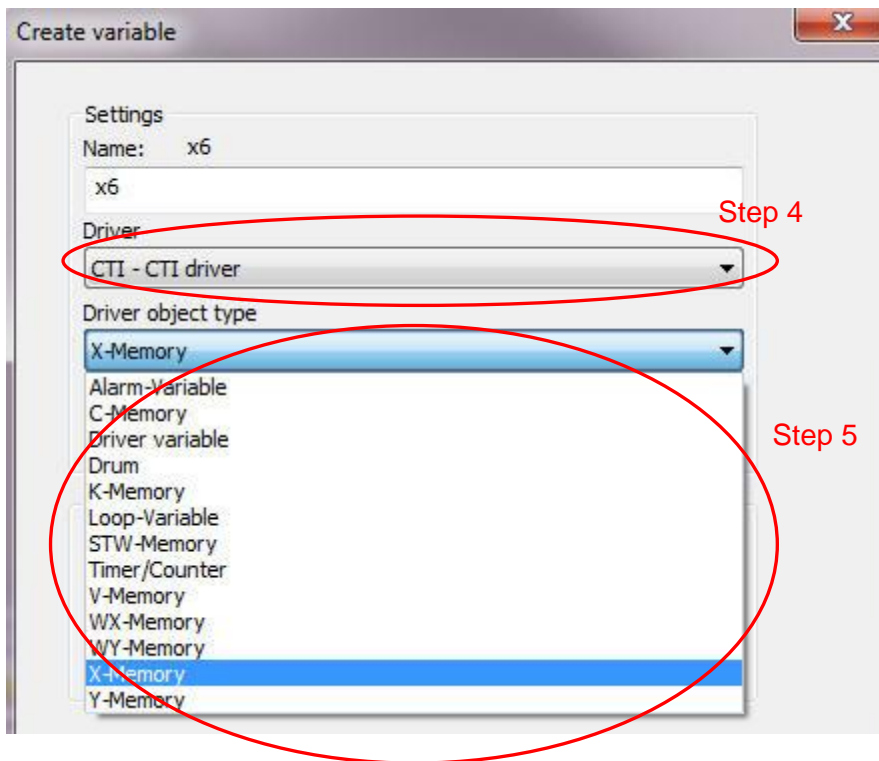 Create variable
x
Settings
Name: x6
x6
Step 4
Driver
CTI - CTI driver
Driver object type
X-Memory
Alarm-Variable
C-Memory
Driver variable
Step 5
Drum
K-Memory
Loop-Variable
STW-Memory
Timer/Counter
V-Memory
WX-Memory
WY-Memory
X-Memory
Y-Memory